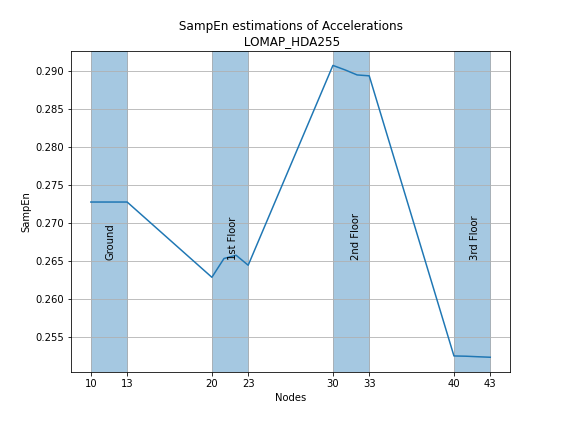 SampEn estimations of Accelerations
LOMAP_HDA255
0.290
0.285
0.280
0.275
0.270
0.265
0.260
0.255
SampEn
Ground
1st Floor
2nd Floor
3rd Floor
10 13 20 23 30 33 40 43
Nodes